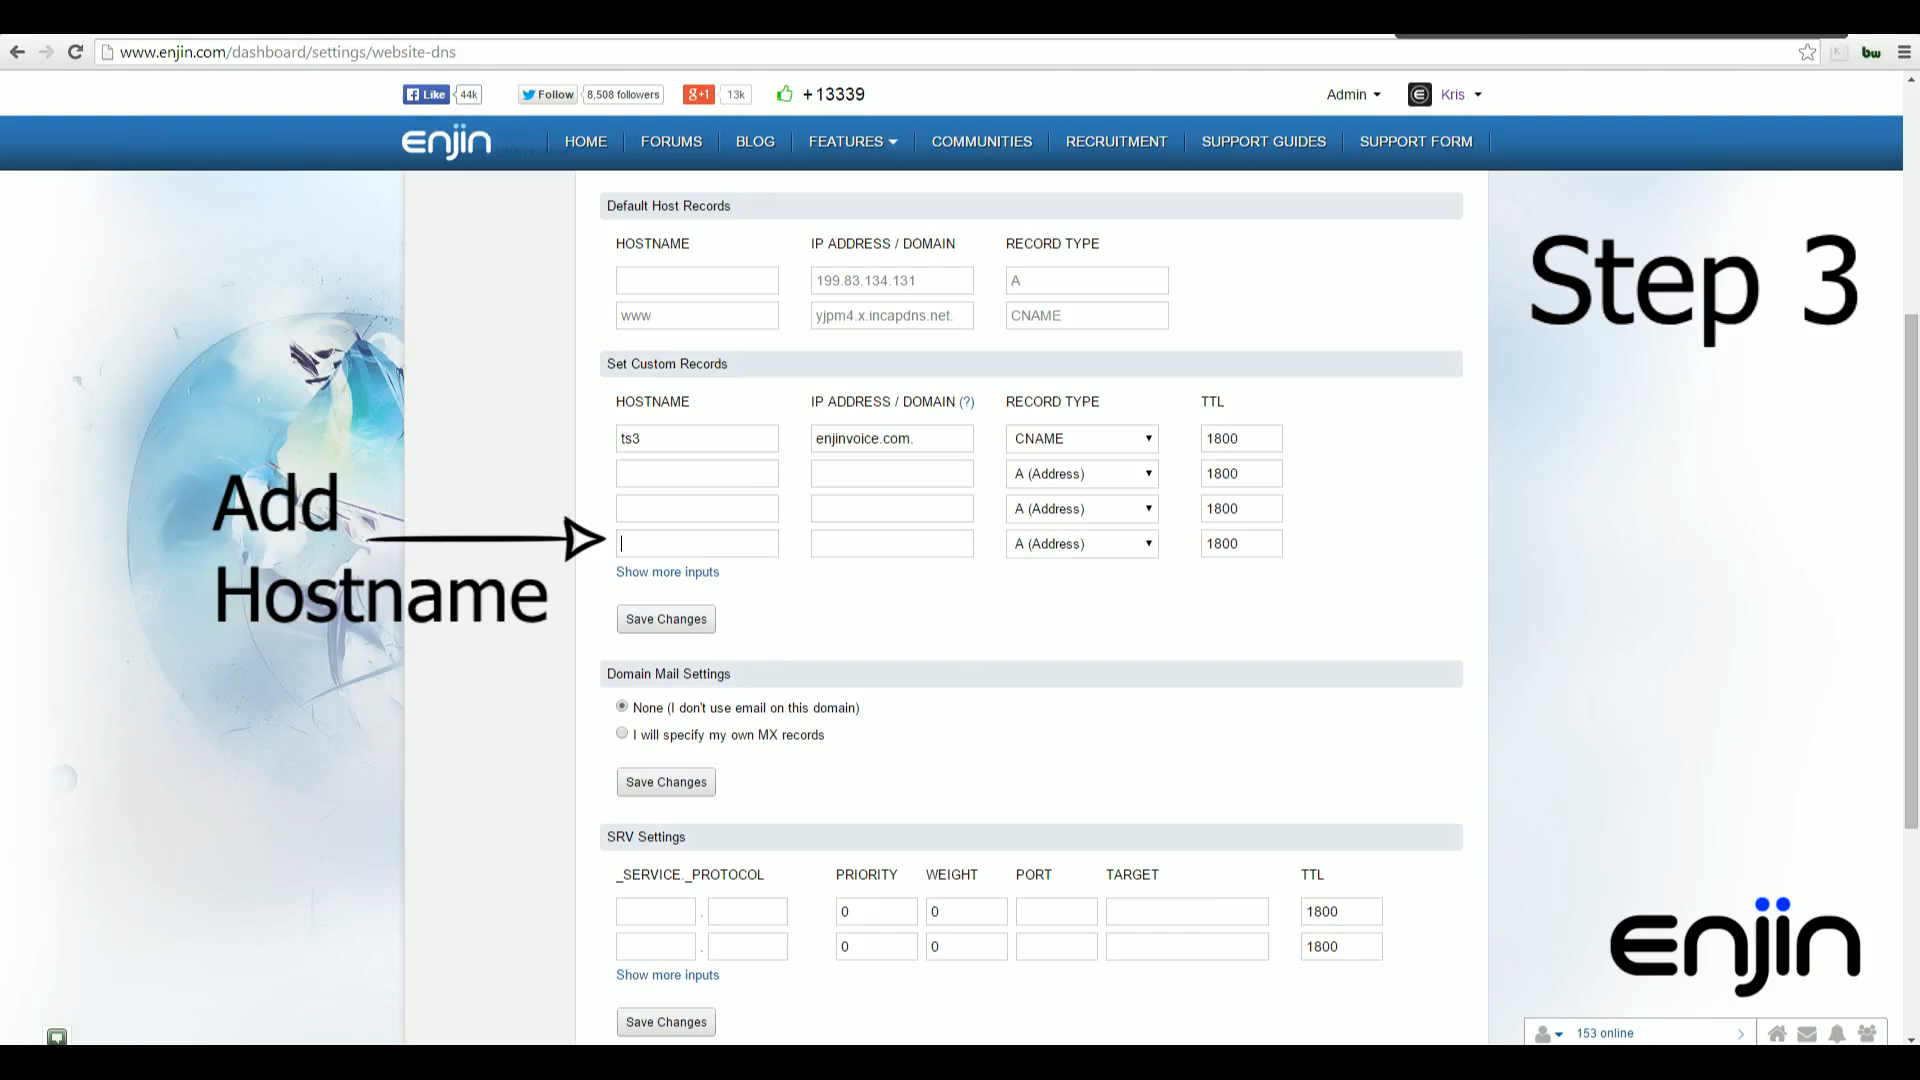 www.enjin.com/dashboard/settings/website-dns
K bw
Like 44k Follow 8,508 followers g+1 13k +13339 Admin Kris
enjin HOME FORUMS BLOG FEATURES COMMUNITIES RECRUITMENT SUPPORT GUIDES SUPPORT FORM
Default Host Records
HOSTNAME IP ADDRESS / DOMAIN RECORD TYPE
199.83.134.131 A
www yjpm4.x.incapdns.net. CNAME
Step 3
Set Custom Records
HOSTNAME IP ADDRESS / DOMAIN (?) RECORD TYPE TTL
ts3 enjinvoice.com. CNAME 1800
A (Address) 1800
A (Address) 1800
A (Address) 1800
Add
Hostname
Show more inputs
Save Changes
Domain Mail Settings
None (I don't use email on this domain)
I will specify my own MX records
Save Changes
SRV Settings
_SERVICE._PROTOCOL PRIORITY WEIGHT PORT TARGET TTL
. 0 0 1800
. 0 0 1800
Show more inputs
Save Changes
enjin
153 online